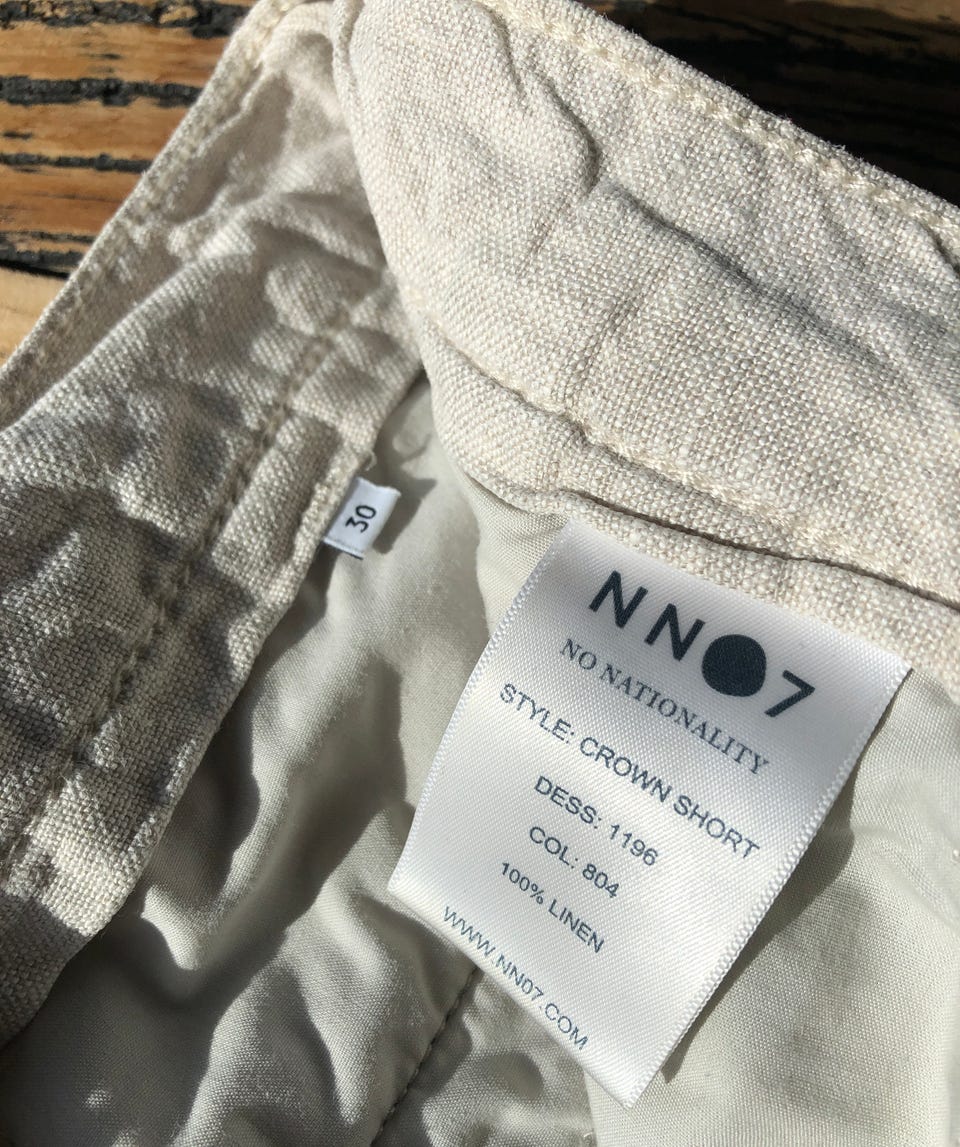 30
NN07
NO NATIONALITY
STYLE: CROWN SHORT
DESS: 1196
COL: 804
100% LINEN
WWW.NN07.COM